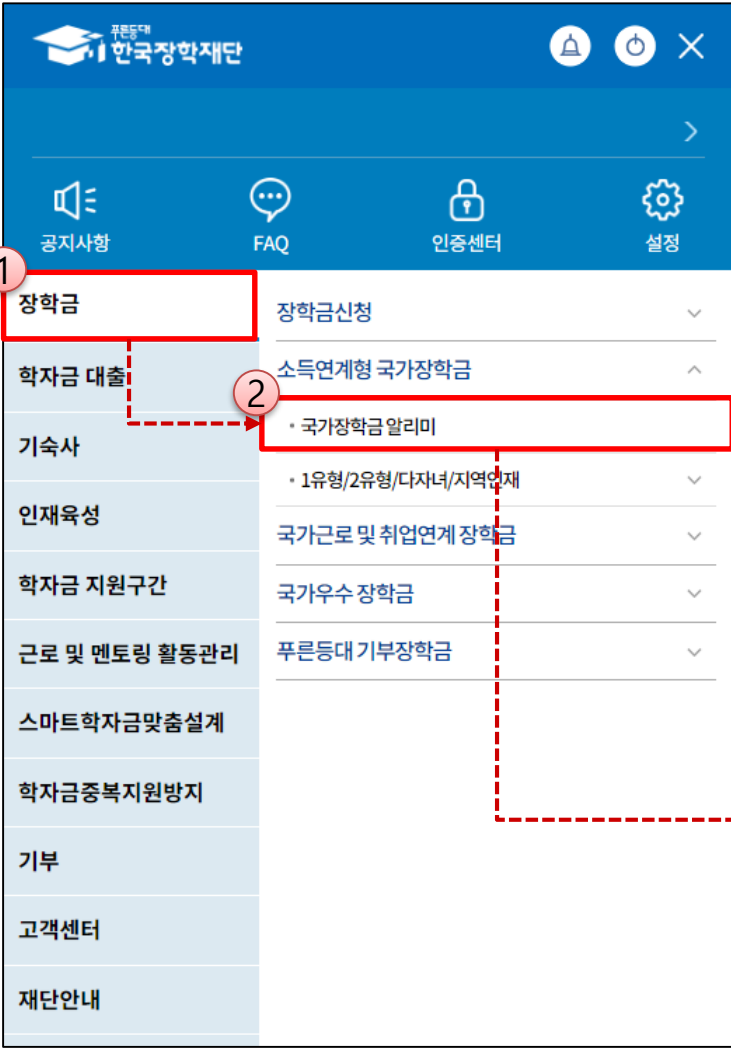 푸른등대
한국장학재단
공지사항
FAQ
인증센터
설정
1
장학금
학자금 대출
기숙사
인재육성
학자금 지원구간
근로 및 멘토링 활동관리
스마트학자금맞춤설계
학자금중복지원방지
기부
고객센터
재단안내
장학금신청
소득연계형 국가장학금
2
• 국가장학금 알리미
• 1유형/2유형/다자녀/지역인재
국가근로 및 취업연계 장학금
국가우수 장학금
푸른등대 기부장학금